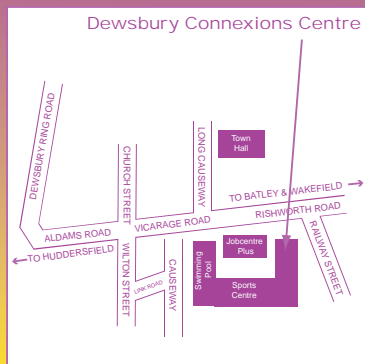 Dewsbury Connexions Centre
DEWSBURY RING ROAD
CHURCH STREET
LONG CAUSEWAY
Town
Hall
TO BATLEY & WAKEFIELD
RISHWORTH ROAD
VICARAGE ROAD
ALDAMS ROAD
TO HUDDERSFIELD
WILTON STREET
LINK ROAD
CAUSEWAY
Swimming
Pool
Jobcentre
Plus
Sports
Centre
RAILWAY STREET